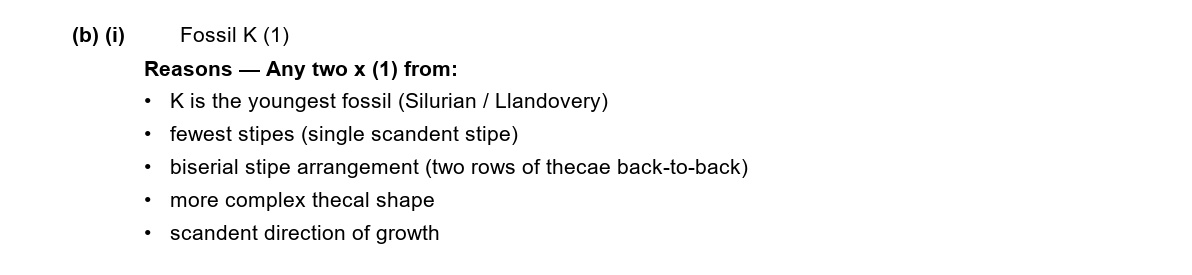 (b) (i) Fossil K (1)
Reasons — Any two x (1) from:
• K is the youngest fossil (Silurian / Llandovery)
• fewest stipes (single scandent stipe)
• biserial stipe arrangement (two rows of thecae back-to-back)
• more complex thecal shape
• scandent direction of growth